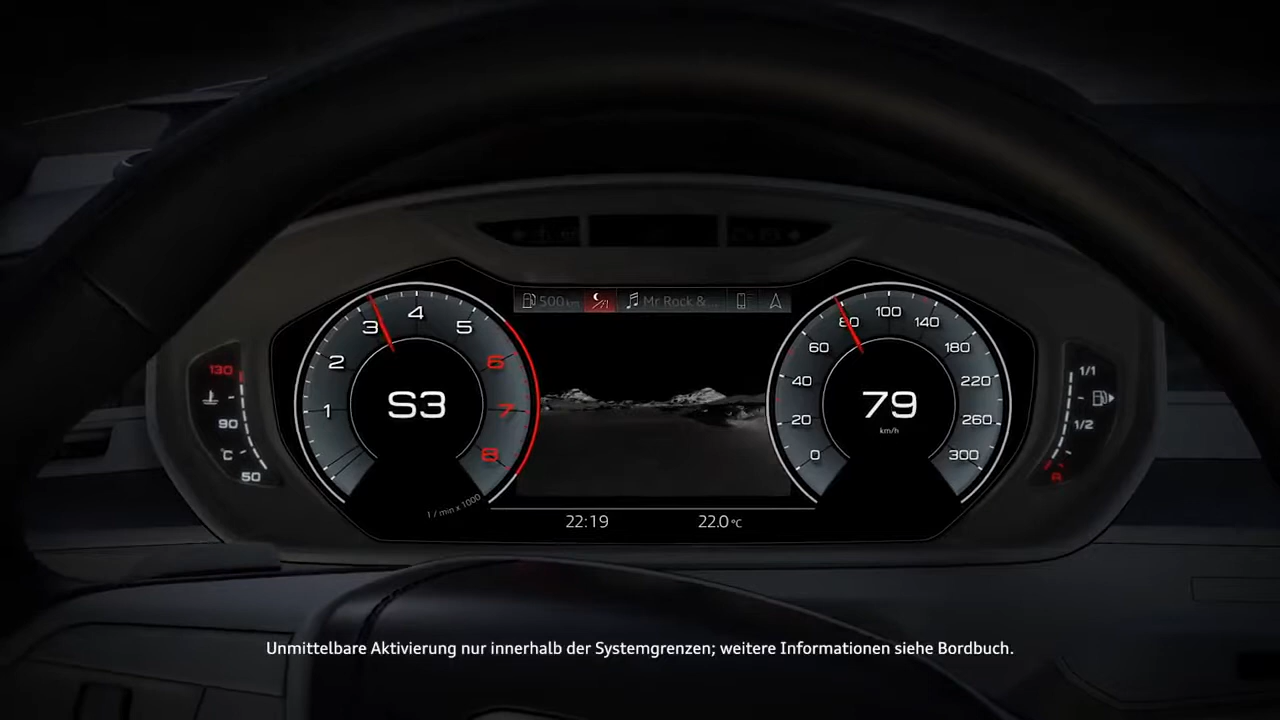 500 km
Mr Rock & ...
1
2
3
4
5
6
7
8
S3
1 / min x 1000
0
20
40
60
80
100
140
180
220
260
300
79
km/h
130
90
°C
50
1/1
1/2
R
22:19
22.0 °C
Unmittelbare Aktivierung nur innerhalb der Systemgrenzen; weitere Informationen siehe Bordbuch.